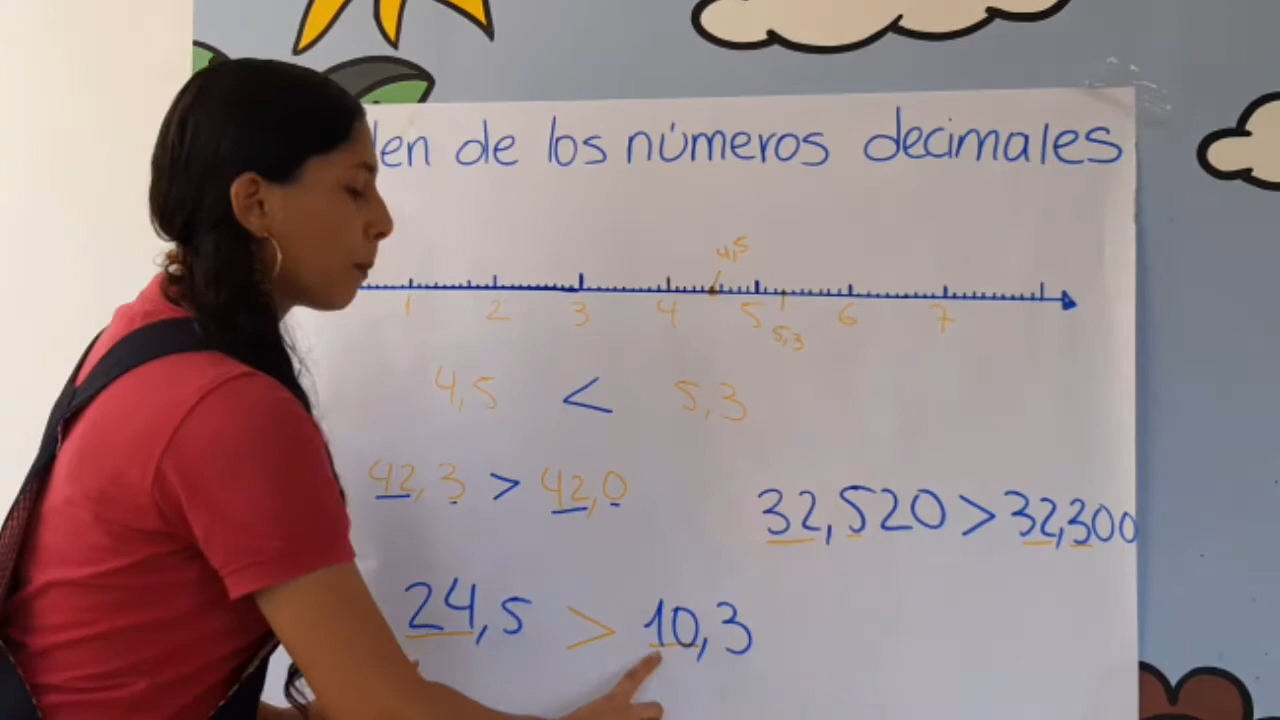 den de los números decimales
4,5
1 2 3 4 5 6 7
5,3
4,5 < 5,3
42,3 > 42,0
32,520 > 32,300
24,5 > 10,3